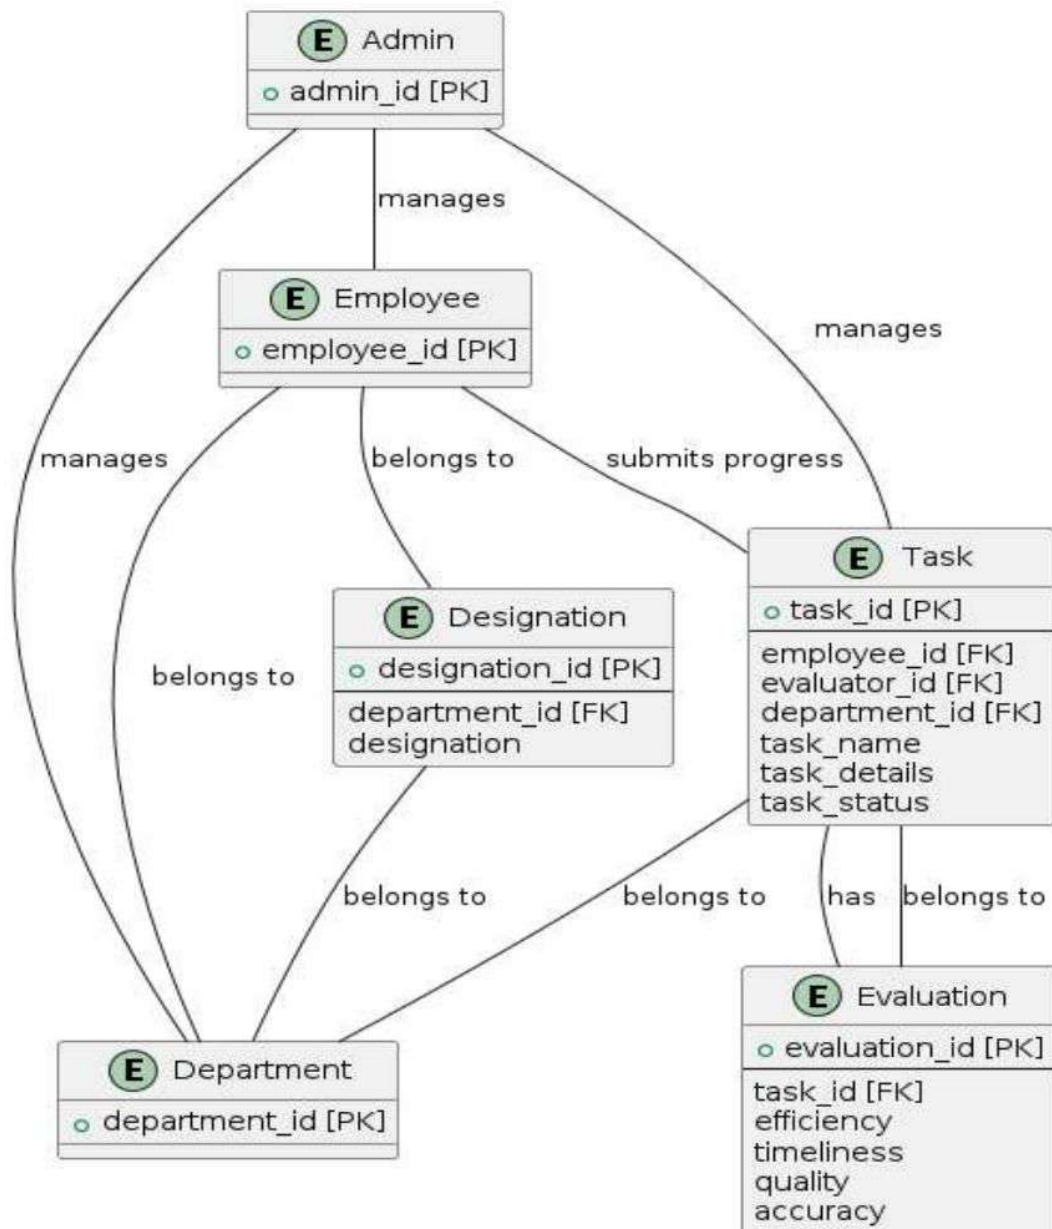 E Admin
admin_id [PK]
manages
E Employee
employee_id [PK]
manages
manages
belongs to
submits progress
E Task
task_id [PK]
employee_id [FK]
evaluator_id [FK]
department_id [FK]
task_name
task_details
task_status
E Designation
designation_id [PK]
department_id [FK]
designation
belongs to
belongs to
belongs to
has
belongs to
E Evaluation
evaluation_id [PK]
task_id [FK]
efficiency
timeliness
quality
accuracy
E Department
department_id [PK]